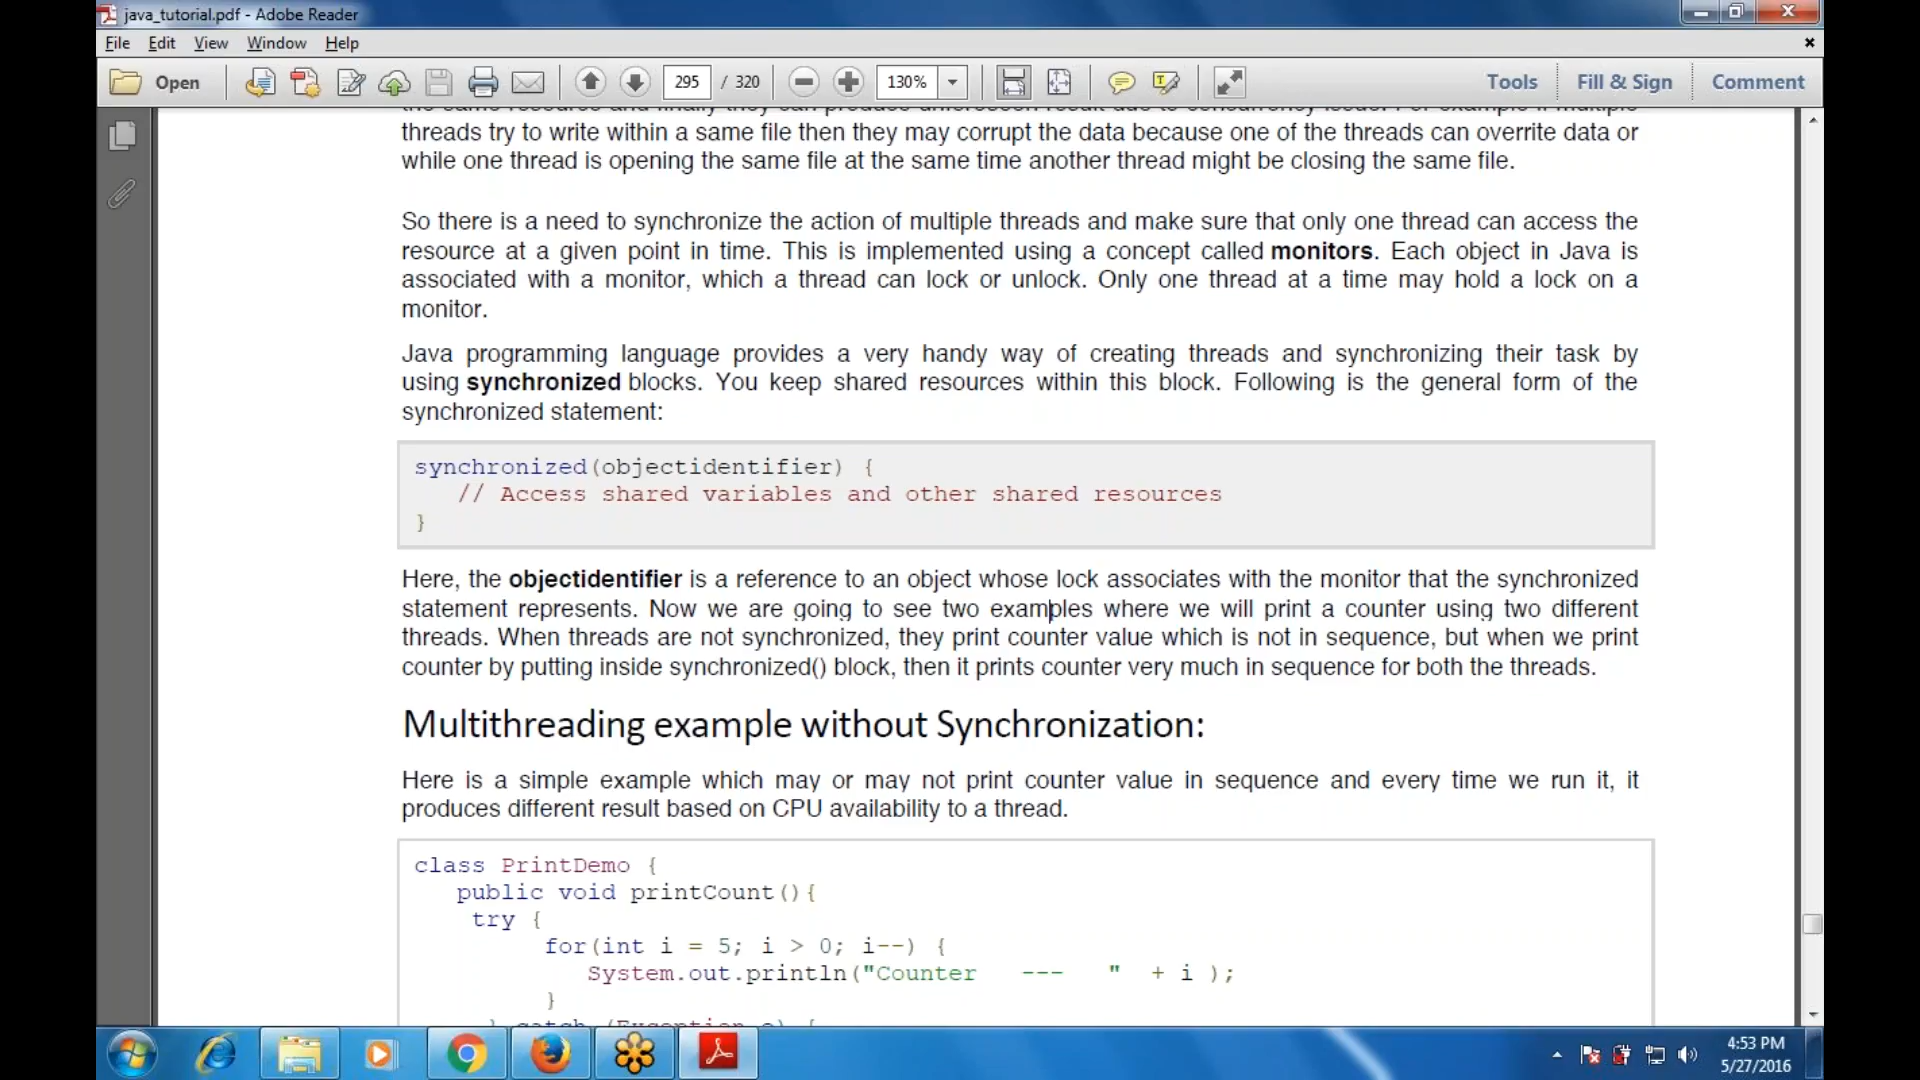 java_tutorial.pdf - Adobe Reader
File Edit View Window Help
Open 295 / 320 130% Tools Fill & Sign Comment
the same resource and finally they can produce
threads try to write within a same file then they may corrupt the data because one of the threads can overrite data or
while one thread is opening the same file at the same time another thread might be closing the same file.
So there is a need to synchronize the action of multiple threads and make sure that only one thread can access the
resource at a given point in time. This is implemented using a concept called monitors. Each object in Java is
associated with a monitor, which a thread can lock or unlock. Only one thread at a time may hold a lock on a
monitor.
Java programming language provides a very handy way of creating threads and synchronizing their task by
using synchronized blocks. You keep shared resources within this block. Following is the general form of the
synchronized statement:
synchronized(objectidentifier) {
// Access shared variables and other shared resources
}
Here, the objectidentifier is a reference to an object whose lock associates with the monitor that the synchronized
statement represents. Now we are going to see two examples where we will print a counter using two different
threads. When threads are not synchronized, they print counter value which is not in sequence, but when we print
counter by putting inside synchronized() block, then it prints counter very much in sequence for both the threads.
Multithreading example without Synchronization:
Here is a simple example which may or may not print counter value in sequence and every time we run it, it
produces different result based on CPU availability to a thread.
class PrintDemo {
public void printCount(){
try {
for(int i = 5; i > 0; i--) {
System.out.println("Counter --- " + i );
}
} catch (Exception e) {
4:53 PM
5/27/2016